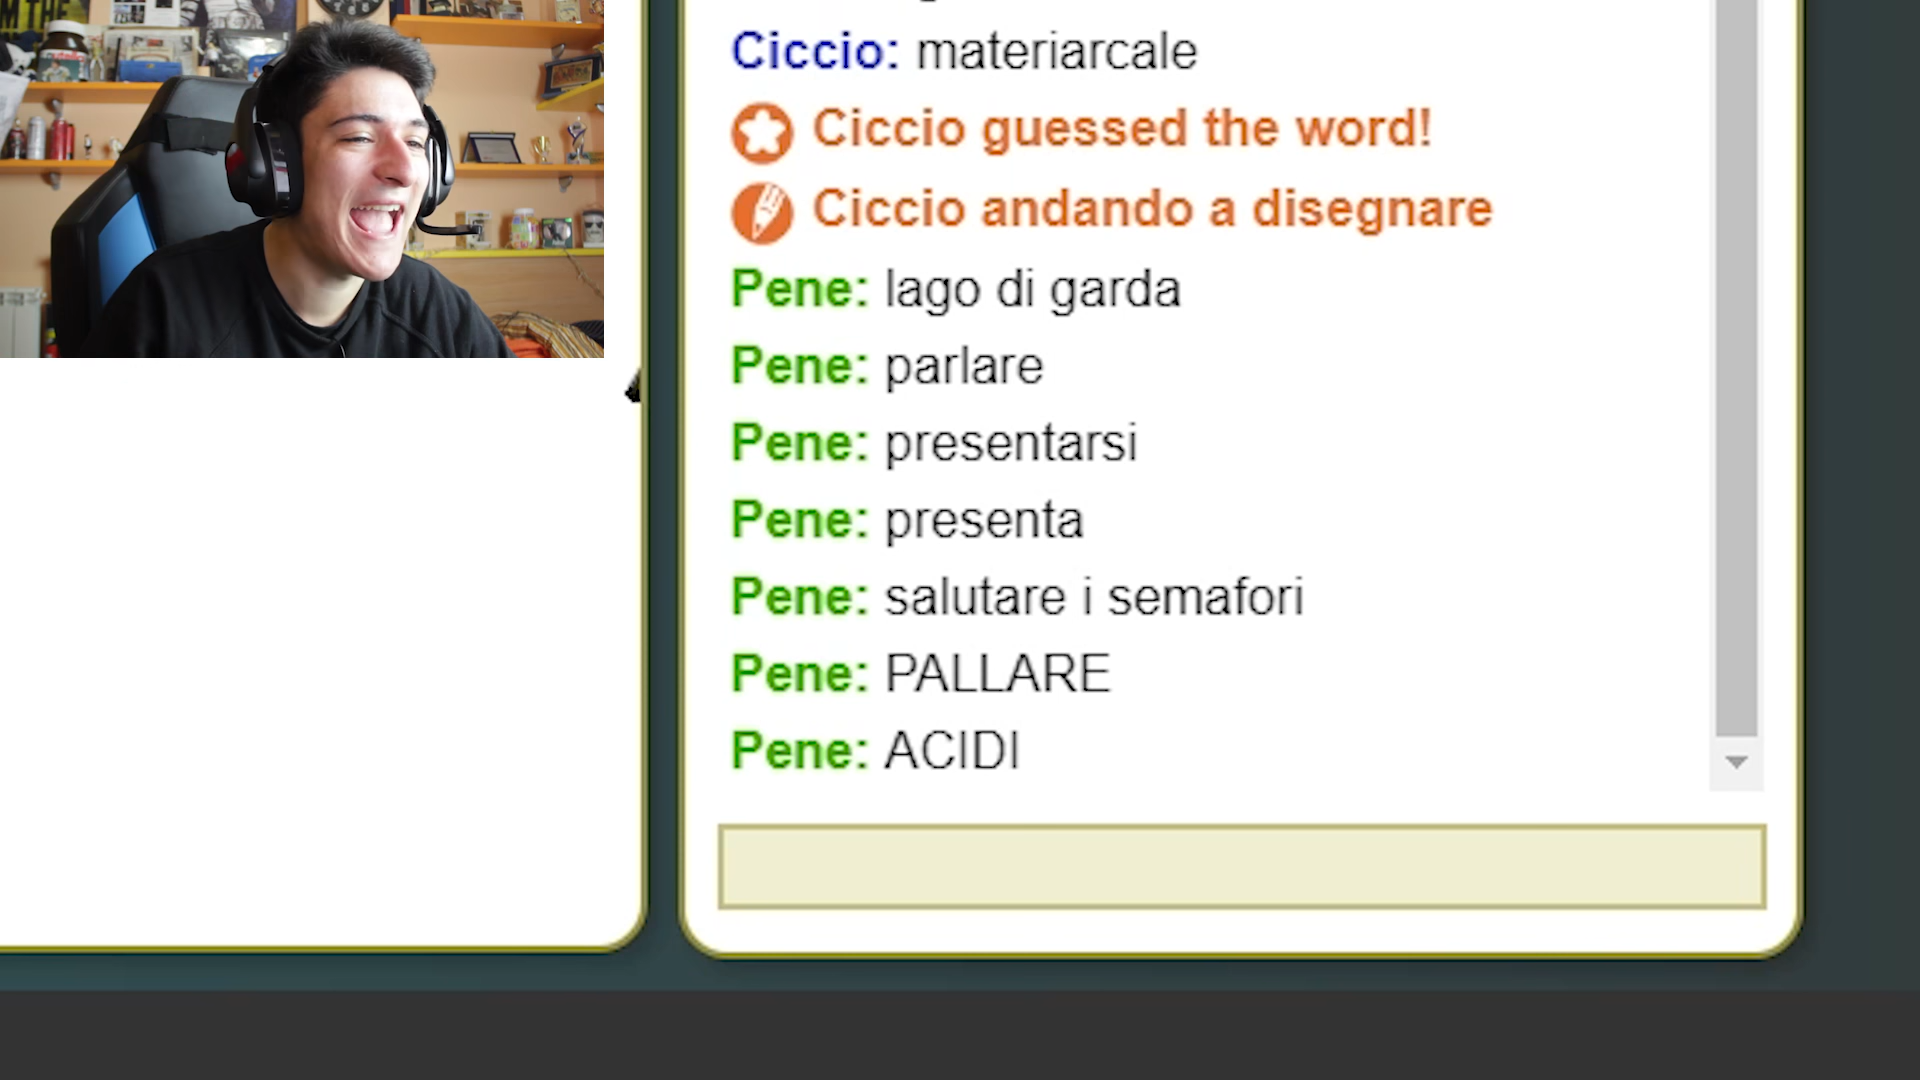 Ciccio: materiarcale
Ciccio guessed the word!
Ciccio andando a disegnare
Pene: lago di garda
Pene: parlare
Pene: presentarsi
Pene: presenta
Pene: salutare i semafori
Pene: PALLARE
Pene: ACIDI